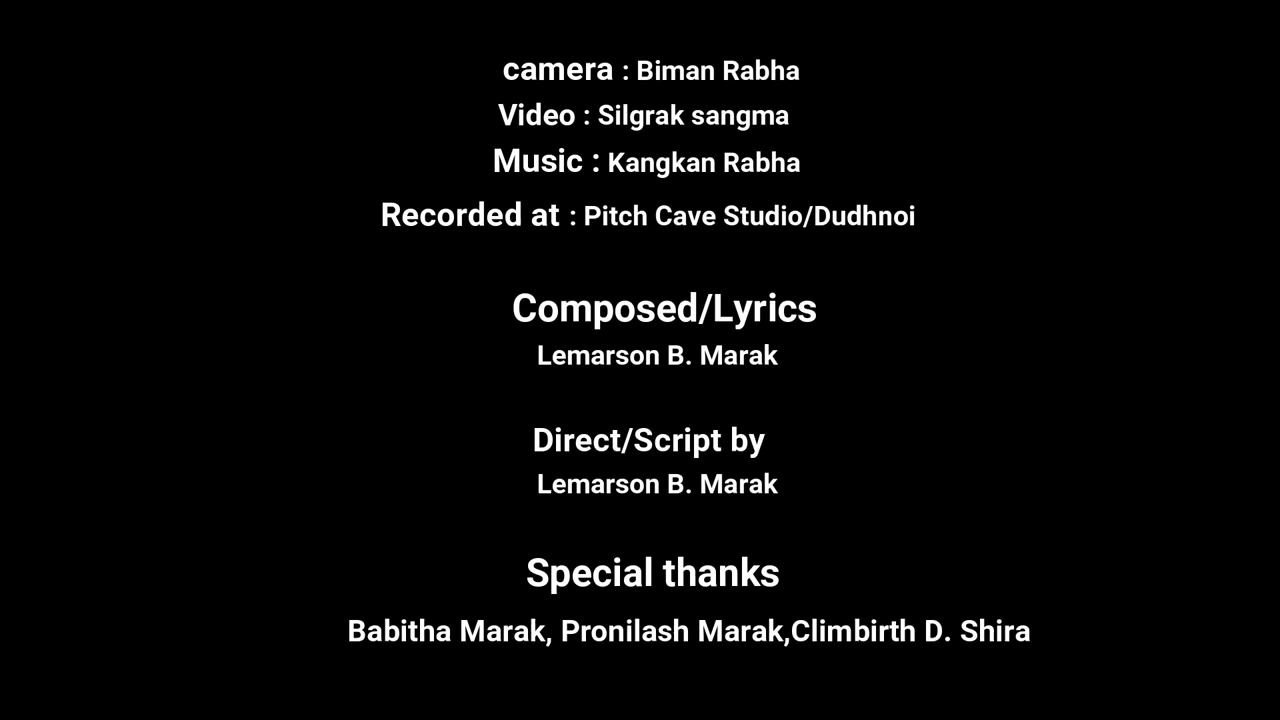 camera : Biman Rabha
Video : Silgrak sangma
Music : Kangkan Rabha
Recorded at : Pitch Cave Studio/Dudhnoi
Composed/Lyrics
Lemarson B. Marak
Direct/Script by
Lemarson B. Marak
Special thanks
Babitha Marak, Pronilash Marak,Climbirth D. Shira